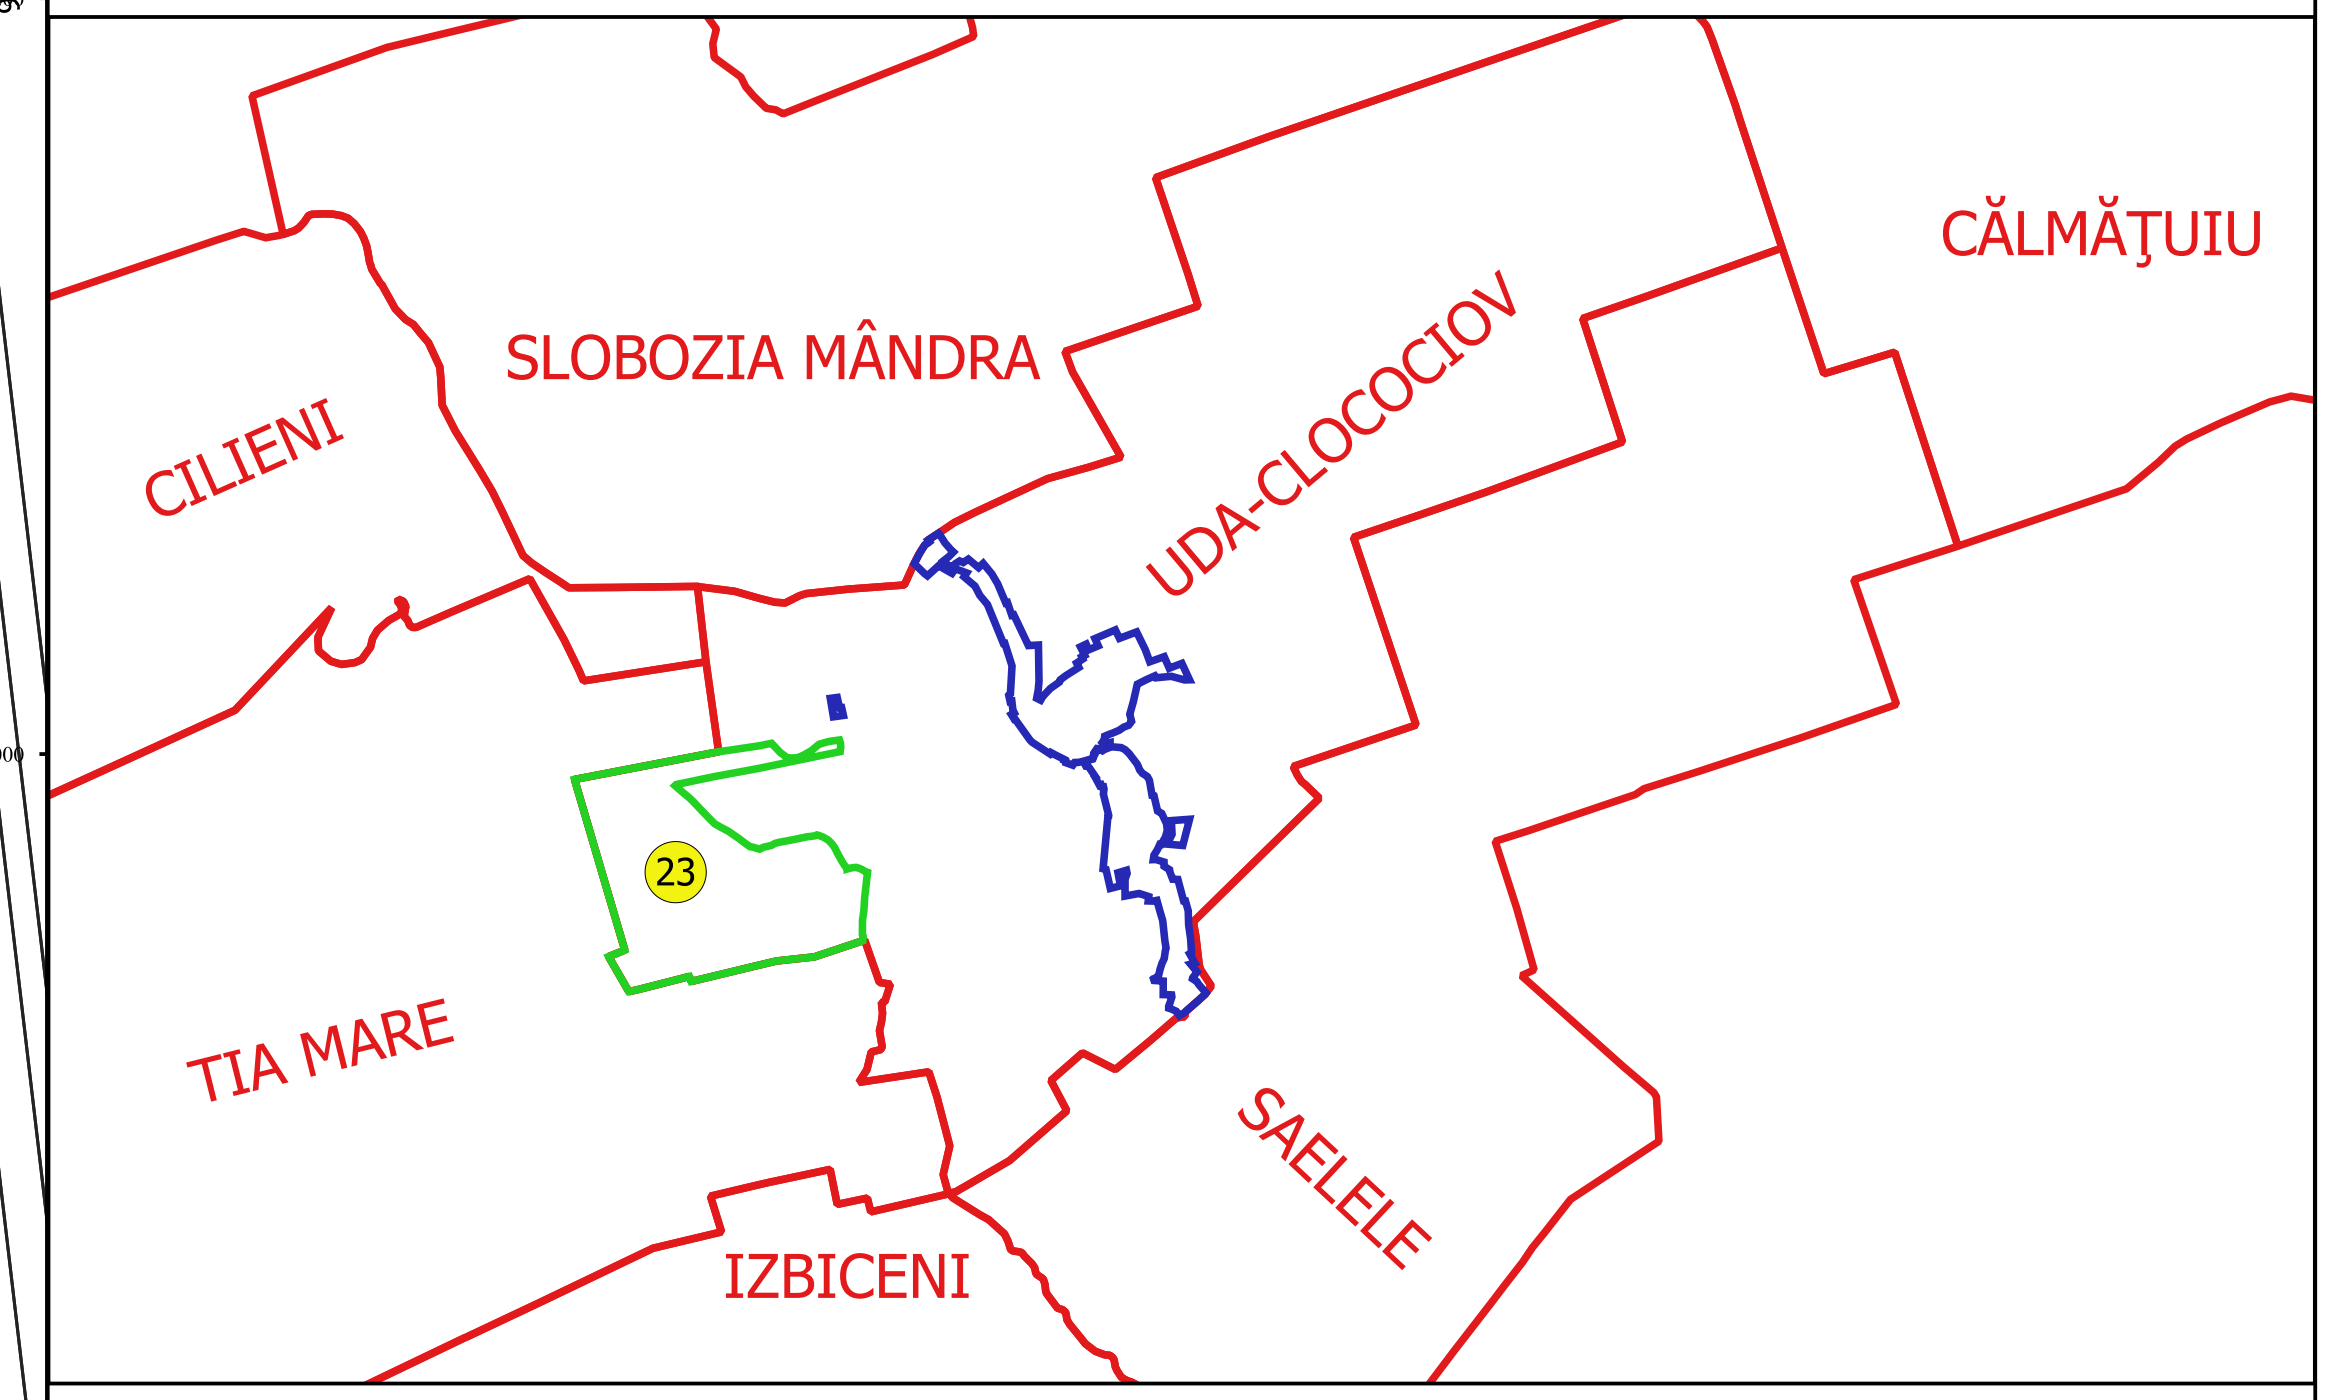 CĂLMĂŢUIU
SLOBOZIA MÂNDRA
UDA-CLOCOCIOV
CILIENI
23
TIA MARE
SAELELE
IZBICENI